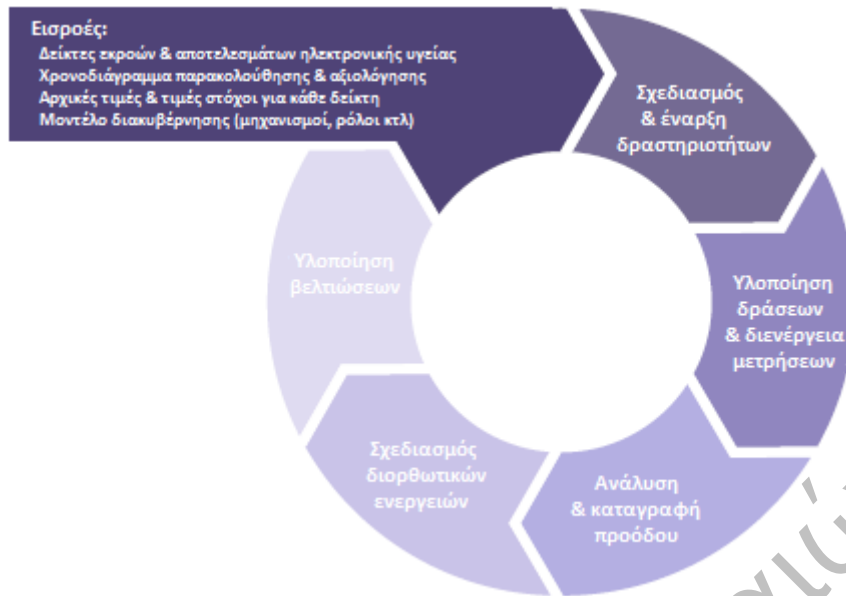 Εισροές:
Δείκτες εκροών & αποτελεσμάτων ηλεκτρονικής υγείας
Χρονοδιάγραμμα παρακολούθησης & αξιολόγησης
Αρχικές τιμές & τιμές στόχοι για κάθε δείκτη
Μοντέλο διακυβέρνησης (μηχανισμοί, ρόλοι κτλ)
Σχεδιασμός
& έναρξη
δραστηριοτήτων
Υλοποίηση
δράσεων
& διενέργεια
μετρήσεων
Ανάλυση
& καταγραφή
προόδου
Σχεδιασμός
διορθωτικών
ενεργειών
Υλοποίηση
βελτιώσεων